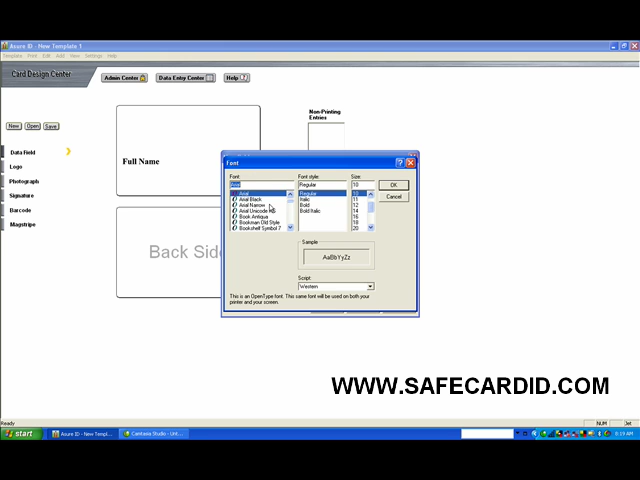 Asure ID - New Template 1
Template Print Edit Add View Settings Help
Card Design Center
Admin Center
Data Entry Center
Help
Non-Printing
Entries
New Open Save
Data Field
Logo
Photograph
Signature
Barcode
Magstripe
Full Name
Back Side
Font
Font: Font style: Size:
Arial Regular 10 OK
Arial Regular 10
Arial Black Italic 11 Cancel
Arial Narrow Bold 12
Arial Unicode MS Bold Italic 14
Book Antiqua 16
Bookman Old Style 18
Bookshelf Symbol 7 20
Sample
AaBbYyZz
Script:
Western
This is an OpenType font. This same font will be used on both your
printer and your screen.
WWW.SAFECARDID.COM
Ready NUM Jet
start Asure ID - New Templ... Camtasia Studio - Unt... 8:19 AM